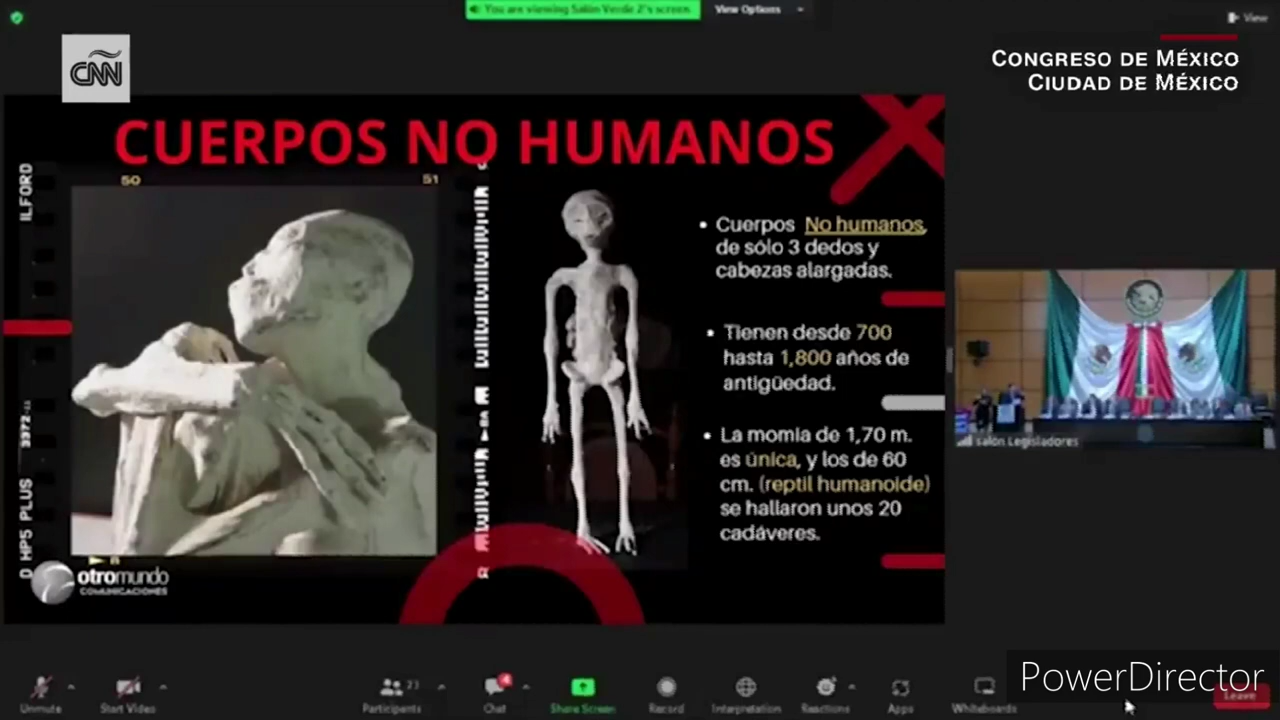 You are viewing Salón Verde 2's screen
View Options
View
CNN
CONGRESO DE MÉXICO
CIUDAD DE MÉXICO
CUERPOS NO HUMANOS
50
51
ILFORD
3372
HP5 PLUS
• Cuerpos No humanos,
de sólo 3 dedos y
cabezas alargadas.
• Tienen desde 700
hasta 1,800 años de
antigüedad.
• La momia de 1,70 m.
es única, y los de 60
cm. (reptil humanoide)
se hallaron unos 20
cadáveres.
otromundo
COMUNICACIONES
salón Legisladores
PowerDirector
Unmute
Start Video
Participants
Chat
4
Share Screen
Record
Interpretation
Reactions
Apps
Whiteboards
Leave